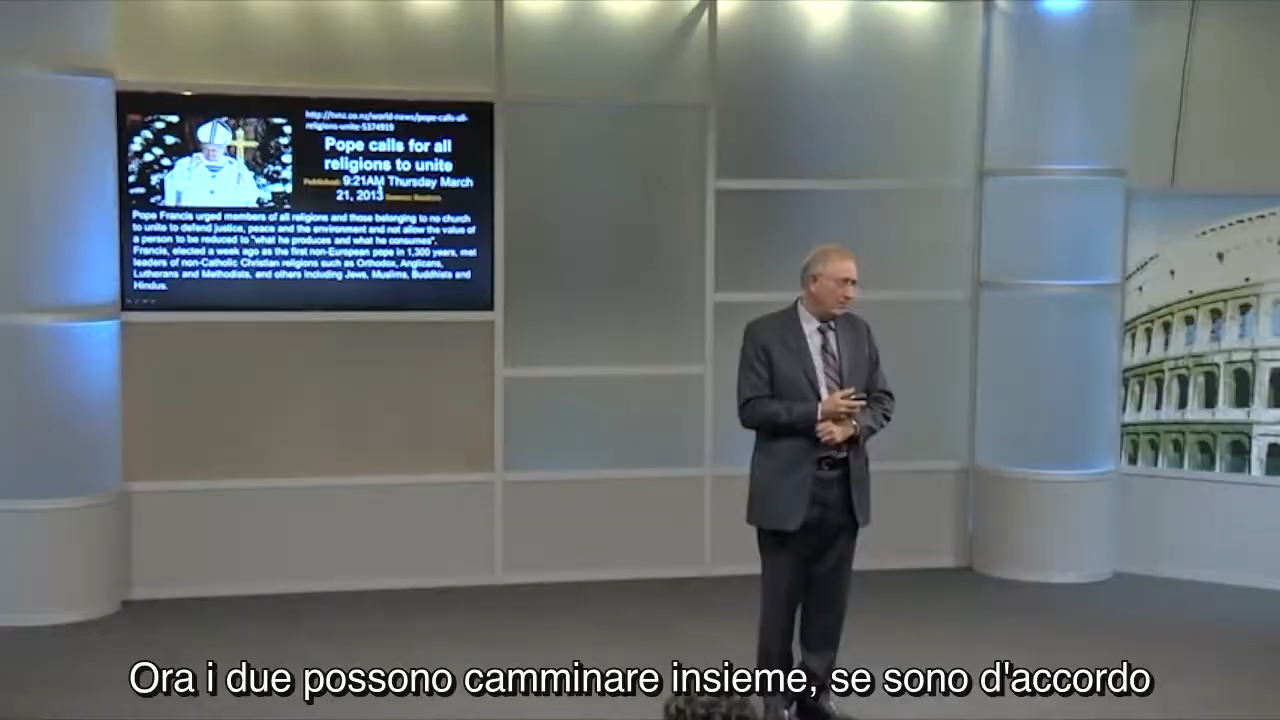 http://tvnz.co.nz/world-news/pope-calls-all-
religions-unite-5374919
Pope calls for all
religions to unite
Published: 9:21AM Thursday March
21, 2013 Source: Reuters
Pope Francis urged members of all religions and those belonging to no church
to unite to defend justice, peace and the environment and not allow the value of
a person to be reduced to "what he produces and what he consumes".
Francis, elected a week ago as the first non-European pope in 1,300 years, met
leaders of non-Catholic Christian religions such as Orthodox, Anglicans,
Lutherans and Methodists, and others including Jews, Muslims, Buddhists and
Hindus.
Ora i due possono camminare insieme, se sono d'accordo